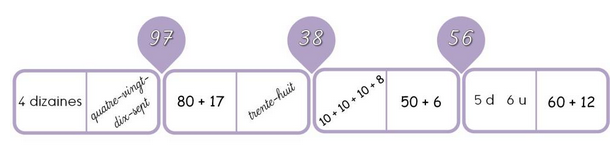 97 38 56
4 dizaines
quatre-vingt-
dix-sept
80 + 17
trente-huit
10 + 10 + 10 + 8
50 + 6
5 d 6 u
60 + 12